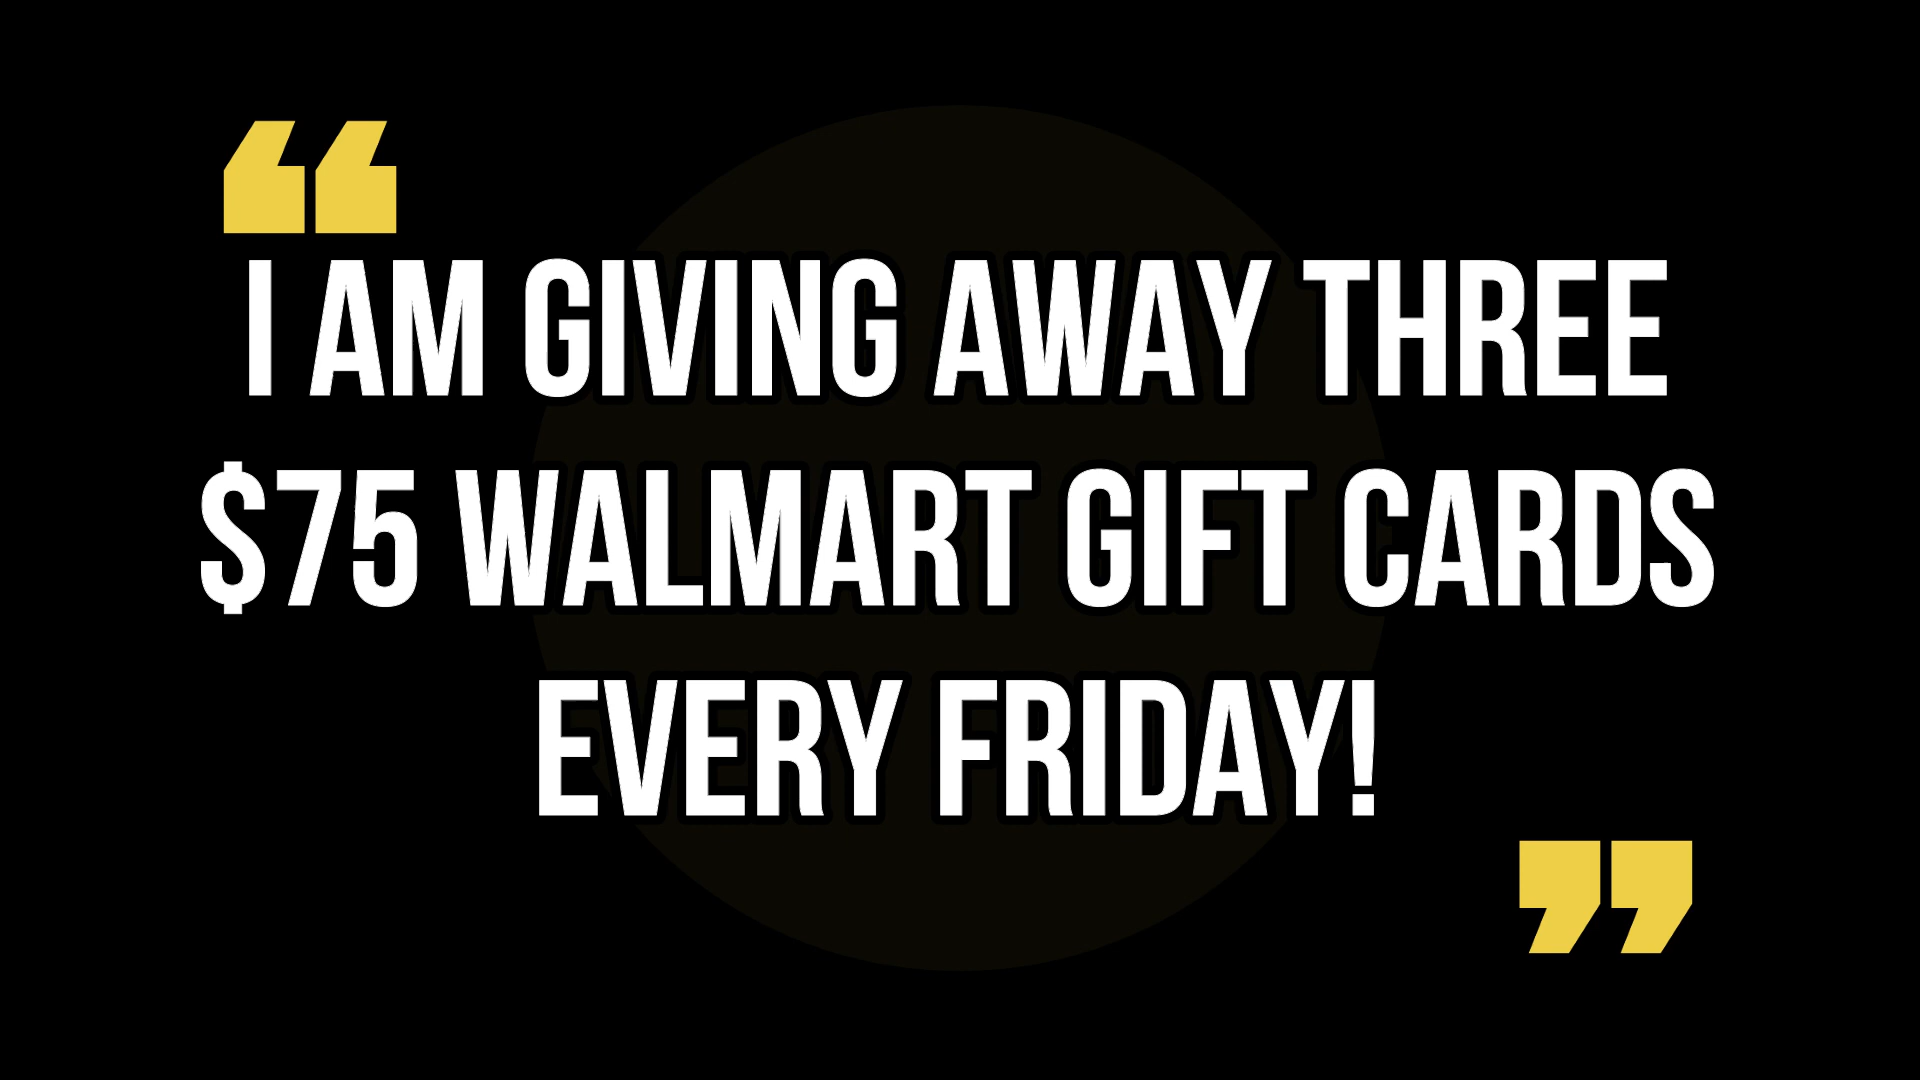 “
I AM GIVING AWAY THREE
$75 WALMART GIFT CARDS
EVERY FRIDAY!
”